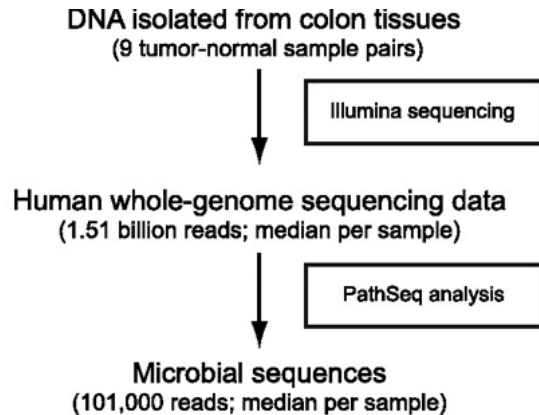 DNA isolated from colon tissues
(9 tumor-normal sample pairs)
Illumina sequencing
Human whole-genome sequencing data
(1.51 billion reads; median per sample)
PathSeq analysis
Microbial sequences
(101,000 reads; median per sample)